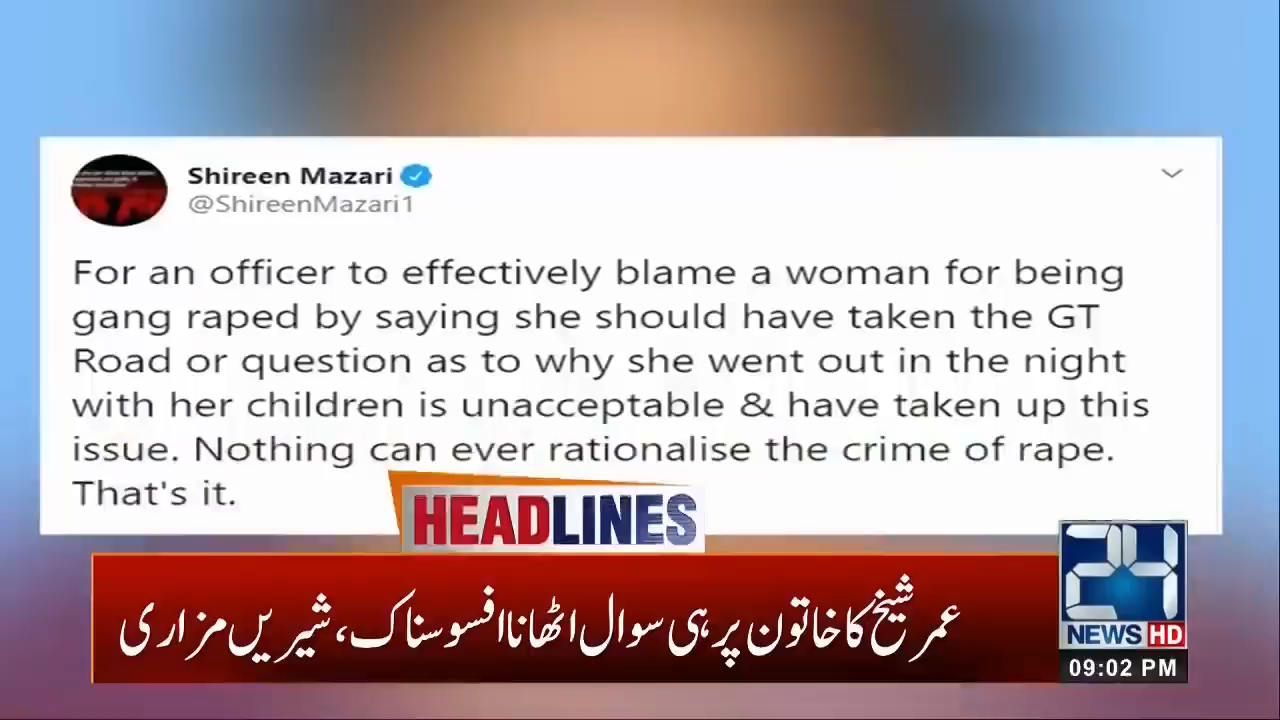 Shireen Mazari
@ShireenMazari1
For an officer to effectively blame a woman for being
gang raped by saying she should have taken the GT
Road or question as to why she went out in the night
with her children is unacceptable & have taken up this
issue. Nothing can ever rationalise the crime of rape.
That's it.
HEADLINES
عمر شیخ کا خاتون پر ہی سوال اٹھانا افسوسناک، شیریں مزاری
24
NEWS HD
09:02 PM